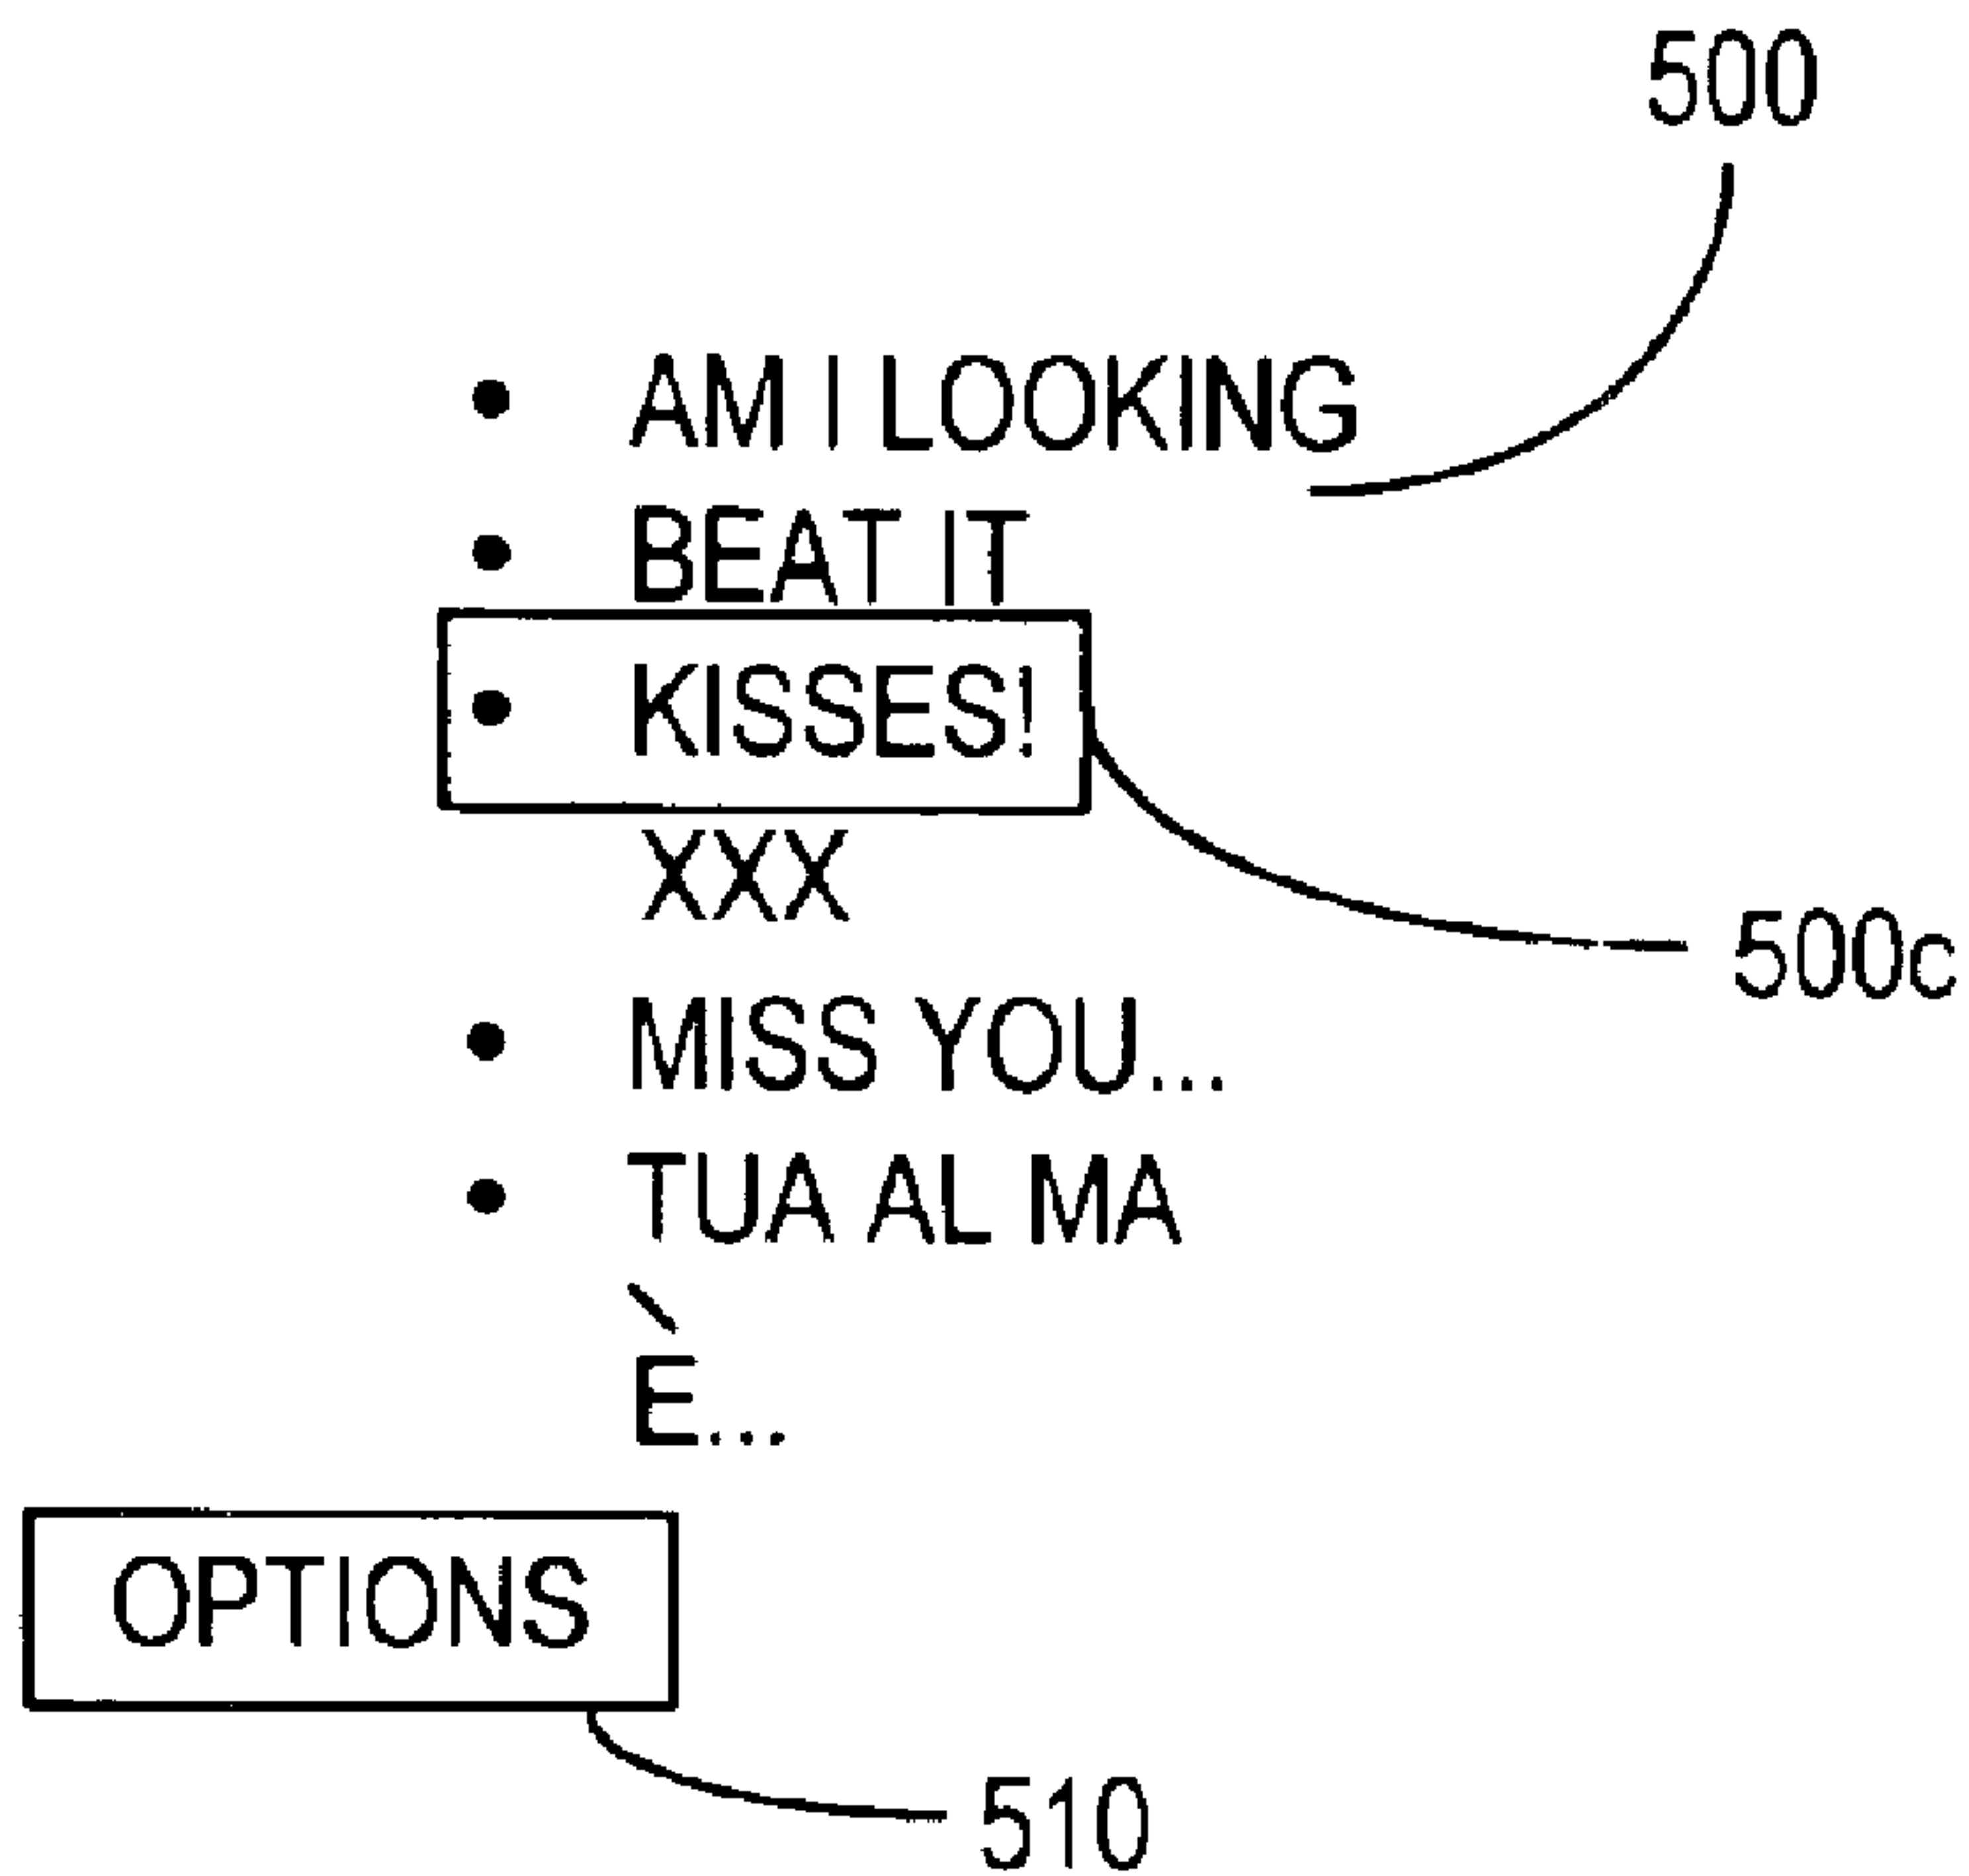 500
• AM I LOOKING
• BEAT IT
• KISSES!
XXX
500c
• MISS YOU...
• TUA AL MA
È...
OPTIONS
510